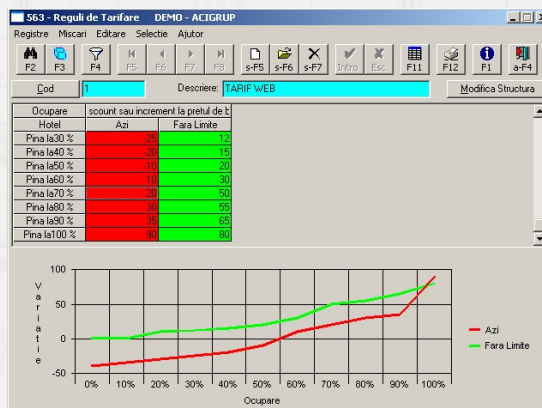 563 - Reguli de Tarifare DEMO - ACIGRUP
Registre Miscari Editare Selectie Ajutor
F2 F3 F4 F5 F6 F7 F8 s-F5 s-F6 s-F7 Intro Esc F11 F12 F1 a-F4
Cod 1 Descriere: TARIF WEB Modifica Structura
Ocupare scount sau increment la pretul de b
Hotel Azi Fara Limite
Pina la30 % -25 12
Pina la40 % -20 15
Pina la50 % -10 20
Pina la60 % 10 30
Pina la70 % 20 50
Pina la80 % 30 55
Pina la90 % 35 65
Pina la100 % 90 80
100
50
0
-50
Variatie
0% 10% 20% 30% 40% 50% 60% 70% 80% 90% 100%
Ocupare
Azi
Fara Limite